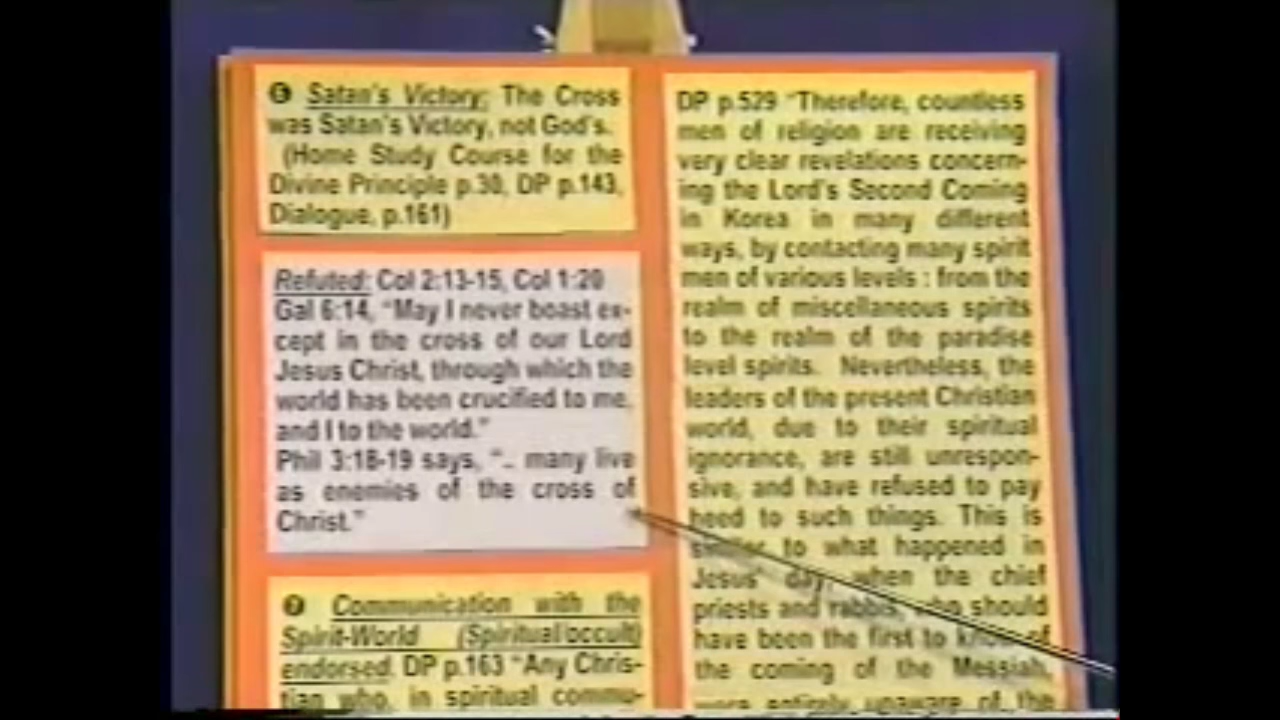 ❻ Satan's Victory: The Cross
was Satan's Victory, not God's.
(Home Study Course for the
Divine Principle p.30, DP p.143,
Dialogue, p.161)
Refuted: Col 2:13-15, Col 1:20
Gal 6:14, "May I never boast ex-
cept in the cross of our Lord
Jesus Christ, through which the
world has been crucified to me,
and I to the world."
Phil 3:18-19 says, ".. many live
as enemies of the cross of
Christ."
❼ Communication with the
Spirit-World (Spiritual/occult)
endorsed. DP p.163 "Any Chris-
tian who, in spiritual commu-
DP p.529 "Therefore, countless
men of religion are receiving
very clear revelations concern-
ing the Lord's Second Coming
in Korea in many different
ways, by contacting many spirit
men of various levels : from the
realm of miscellaneous spirits
to the realm of the paradise
level spirits. Nevertheless, the
leaders of the present Christian
world, due to their spiritual
ignorance, are still unrespon-
sive, and have refused to pay
heed to such things. This is
similar to what happened in
Jesus' day, when the chief
priests and rabbis, who should
have been the first to know of
the coming of the Messiah,
were entirely unaware of the